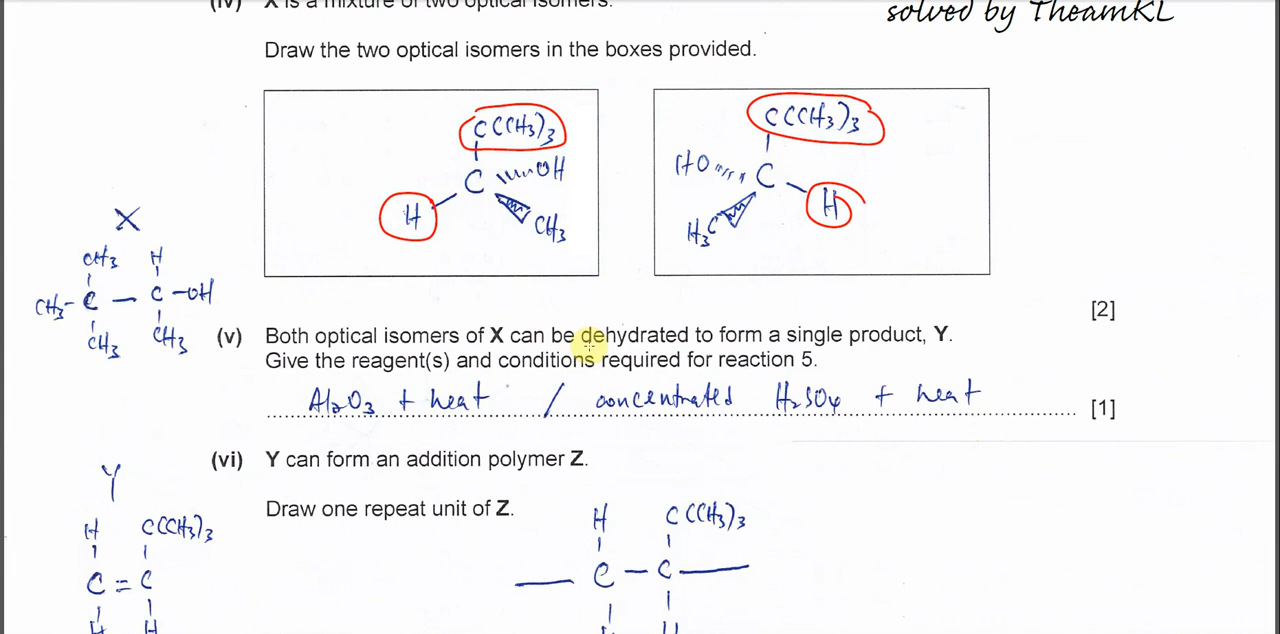 (iv) X is a mixture of two optical isomers.
solved by TheamKL
Draw the two optical isomers in the boxes provided.
C(CH3)3
C OH
H
CH3
C(CH3)3
HO C
H
H3C
X
CH3 H
CH3- C - C -OH
CH3 CH3
[2]
(v) Both optical isomers of X can be dehydrated to form a single product, Y.
Give the reagent(s) and conditions required for reaction 5.
Al2O3 + heat / concentrated H2SO4 + heat [1]
(vi) Y can form an addition polymer Z.
Y
Draw one repeat unit of Z.
H C(CH3)3
C = C
H H
H C(CH3)3
C - C